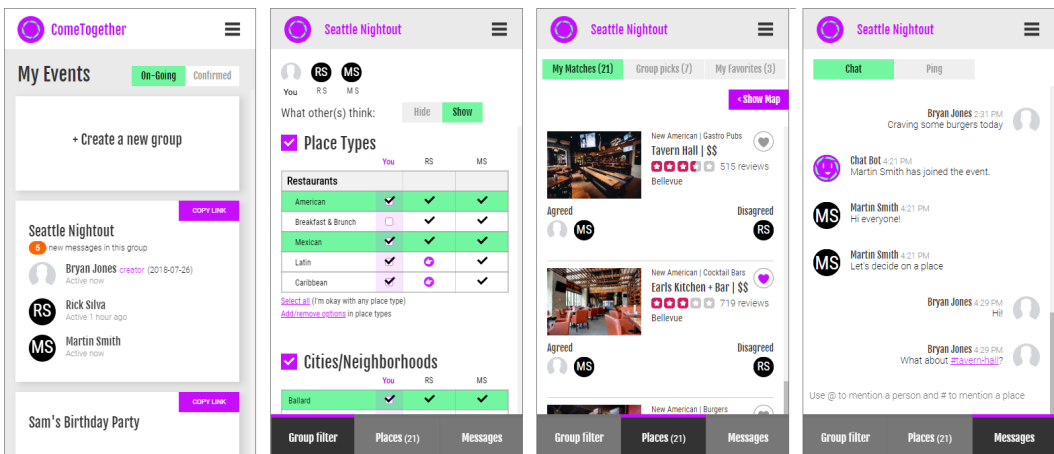 ComeTogether
My Events
On-Going
Confirmed
+ Create a new group
COPY LINK
Seattle Nightout
5 new messages in this group
Bryan Jones creator (2018-07-26)
Active now
RS
Rick Silva
Active 1 hour ago
MS
Martin Smith
Active now
COPY LINK
Sam's Birthday Party
Seattle Nightout
RS MS
You RS MS
What other(s) think:
Hide
Show
Place Types
You RS MS
Restaurants
American
Breakfast & Brunch
Mexican
Latin
Caribbean
Select all (I'm okay with any place type)
Add/remove options in place types
Cities/Neighborhoods
You RS MS
Ballard
Group filter
Places (21)
Messages
Seattle Nightout
My Matches (21)
Group picks (7)
My Favorites (3)
< Show Map
New American | Gastro Pubs
Tavern Hall | $$
515 reviews
Bellevue
Agreed
Disagreed
MS
RS
New American | Cocktail Bars
Earls Kitchen + Bar | $$
719 reviews
Bellevue
Agreed
Disagreed
MS
RS
New American | Burgers
Group filter
Places (21)
Messages
Seattle Nightout
Chat
Ping
Bryan Jones 2:31 PM
Craving some burgers today
Chat Bot 4:21 PM
Martin Smith has joined the event.
MS
Martin Smith 4:21 PM
Hi everyone!
MS
Martin Smith 4:21 PM
Let's decide on a place
Bryan Jones 4:29 PM
Hi!
Bryan Jones 4:29 PM
What about #tavern-hall?
Use @ to mention a person and # to mention a place
Group filter
Places (21)
Messages